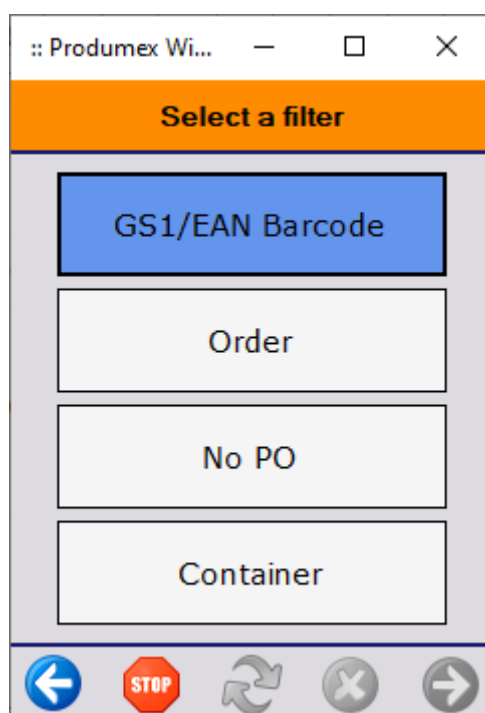 :: Produmex Wi...
Select a filter
GS1/EAN Barcode
Order
No PO
Container
STOP